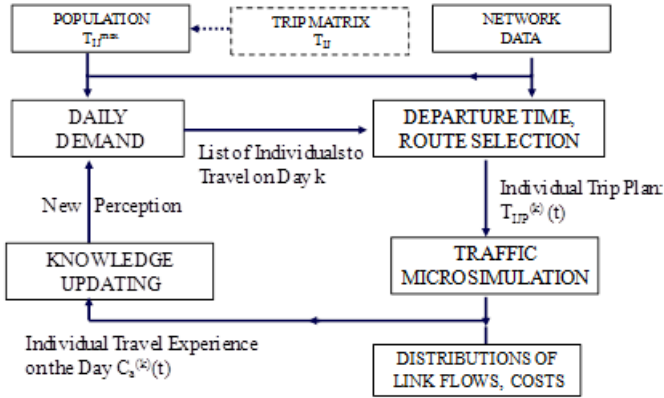 POPULATION
T_IJ^max
TRIP MATRIX
T_IJ
NETWORK
DATA
DAILY
DEMAND
DEPARTURE TIME,
ROUTE SELECTION
List of Individuals to
Travel on Day k
Individual Trip Plan:
T_IJP^(k) (t)
New Perception
KNOWLEDGE
UPDATING
TRAFFIC
MICROSIMULATION
Individual Travel Experience
on the Day C_a^(k)(t)
DISTRIBUTIONS OF
LINK FLOWS, COSTS